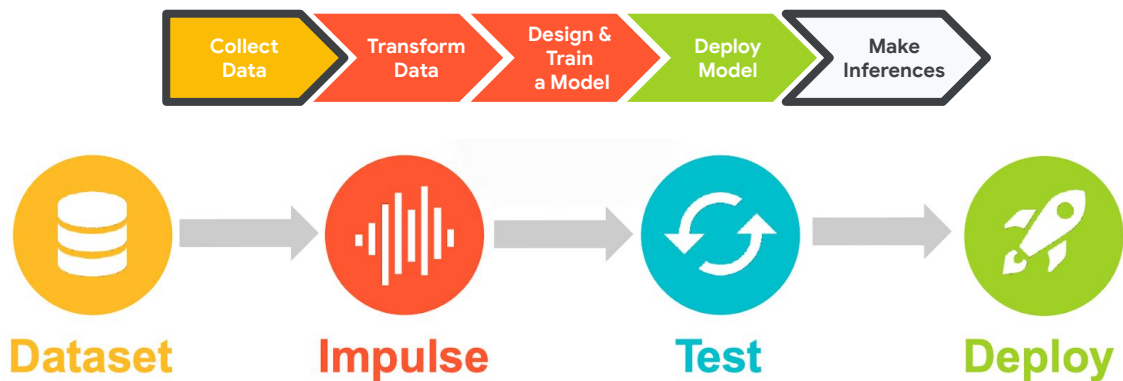 Collect
Data
Transform
Data
Design &
Train
a Model
Deploy
Model
Make
Inferences
Dataset
Impulse
Test
Deploy